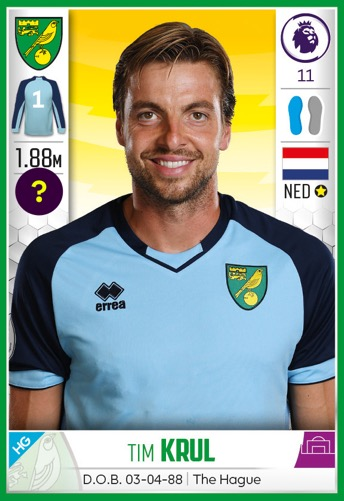 1
11
1.88M
?
NED
errea
HG
TIM KRUL
D.O.B. 03-04-88 | The Hague